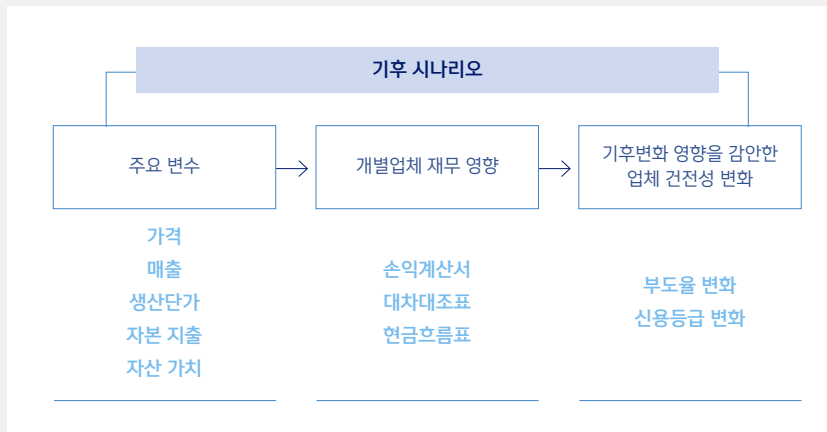 기후 시나리오
주요 변수
개별업체 재무 영향
기후변화 영향을 감안한
업체 건전성 변화
가격
매출
생산단가
자본 지출
자산 가치
손익계산서
대차대조표
현금흐름표
부도율 변화
신용등급 변화